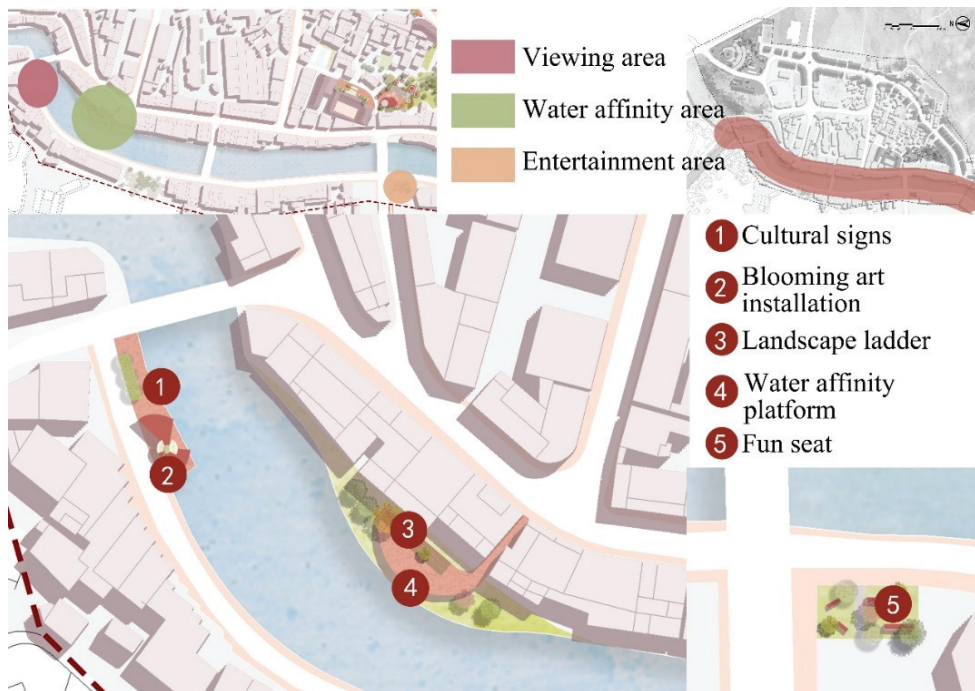 Viewing area
Water affinity area
Entertainment area
N
1 Cultural signs
2 Blooming art
installation
3 Landscape ladder
4 Water affinity
platform
5 Fun seat
1
2
3
4
5